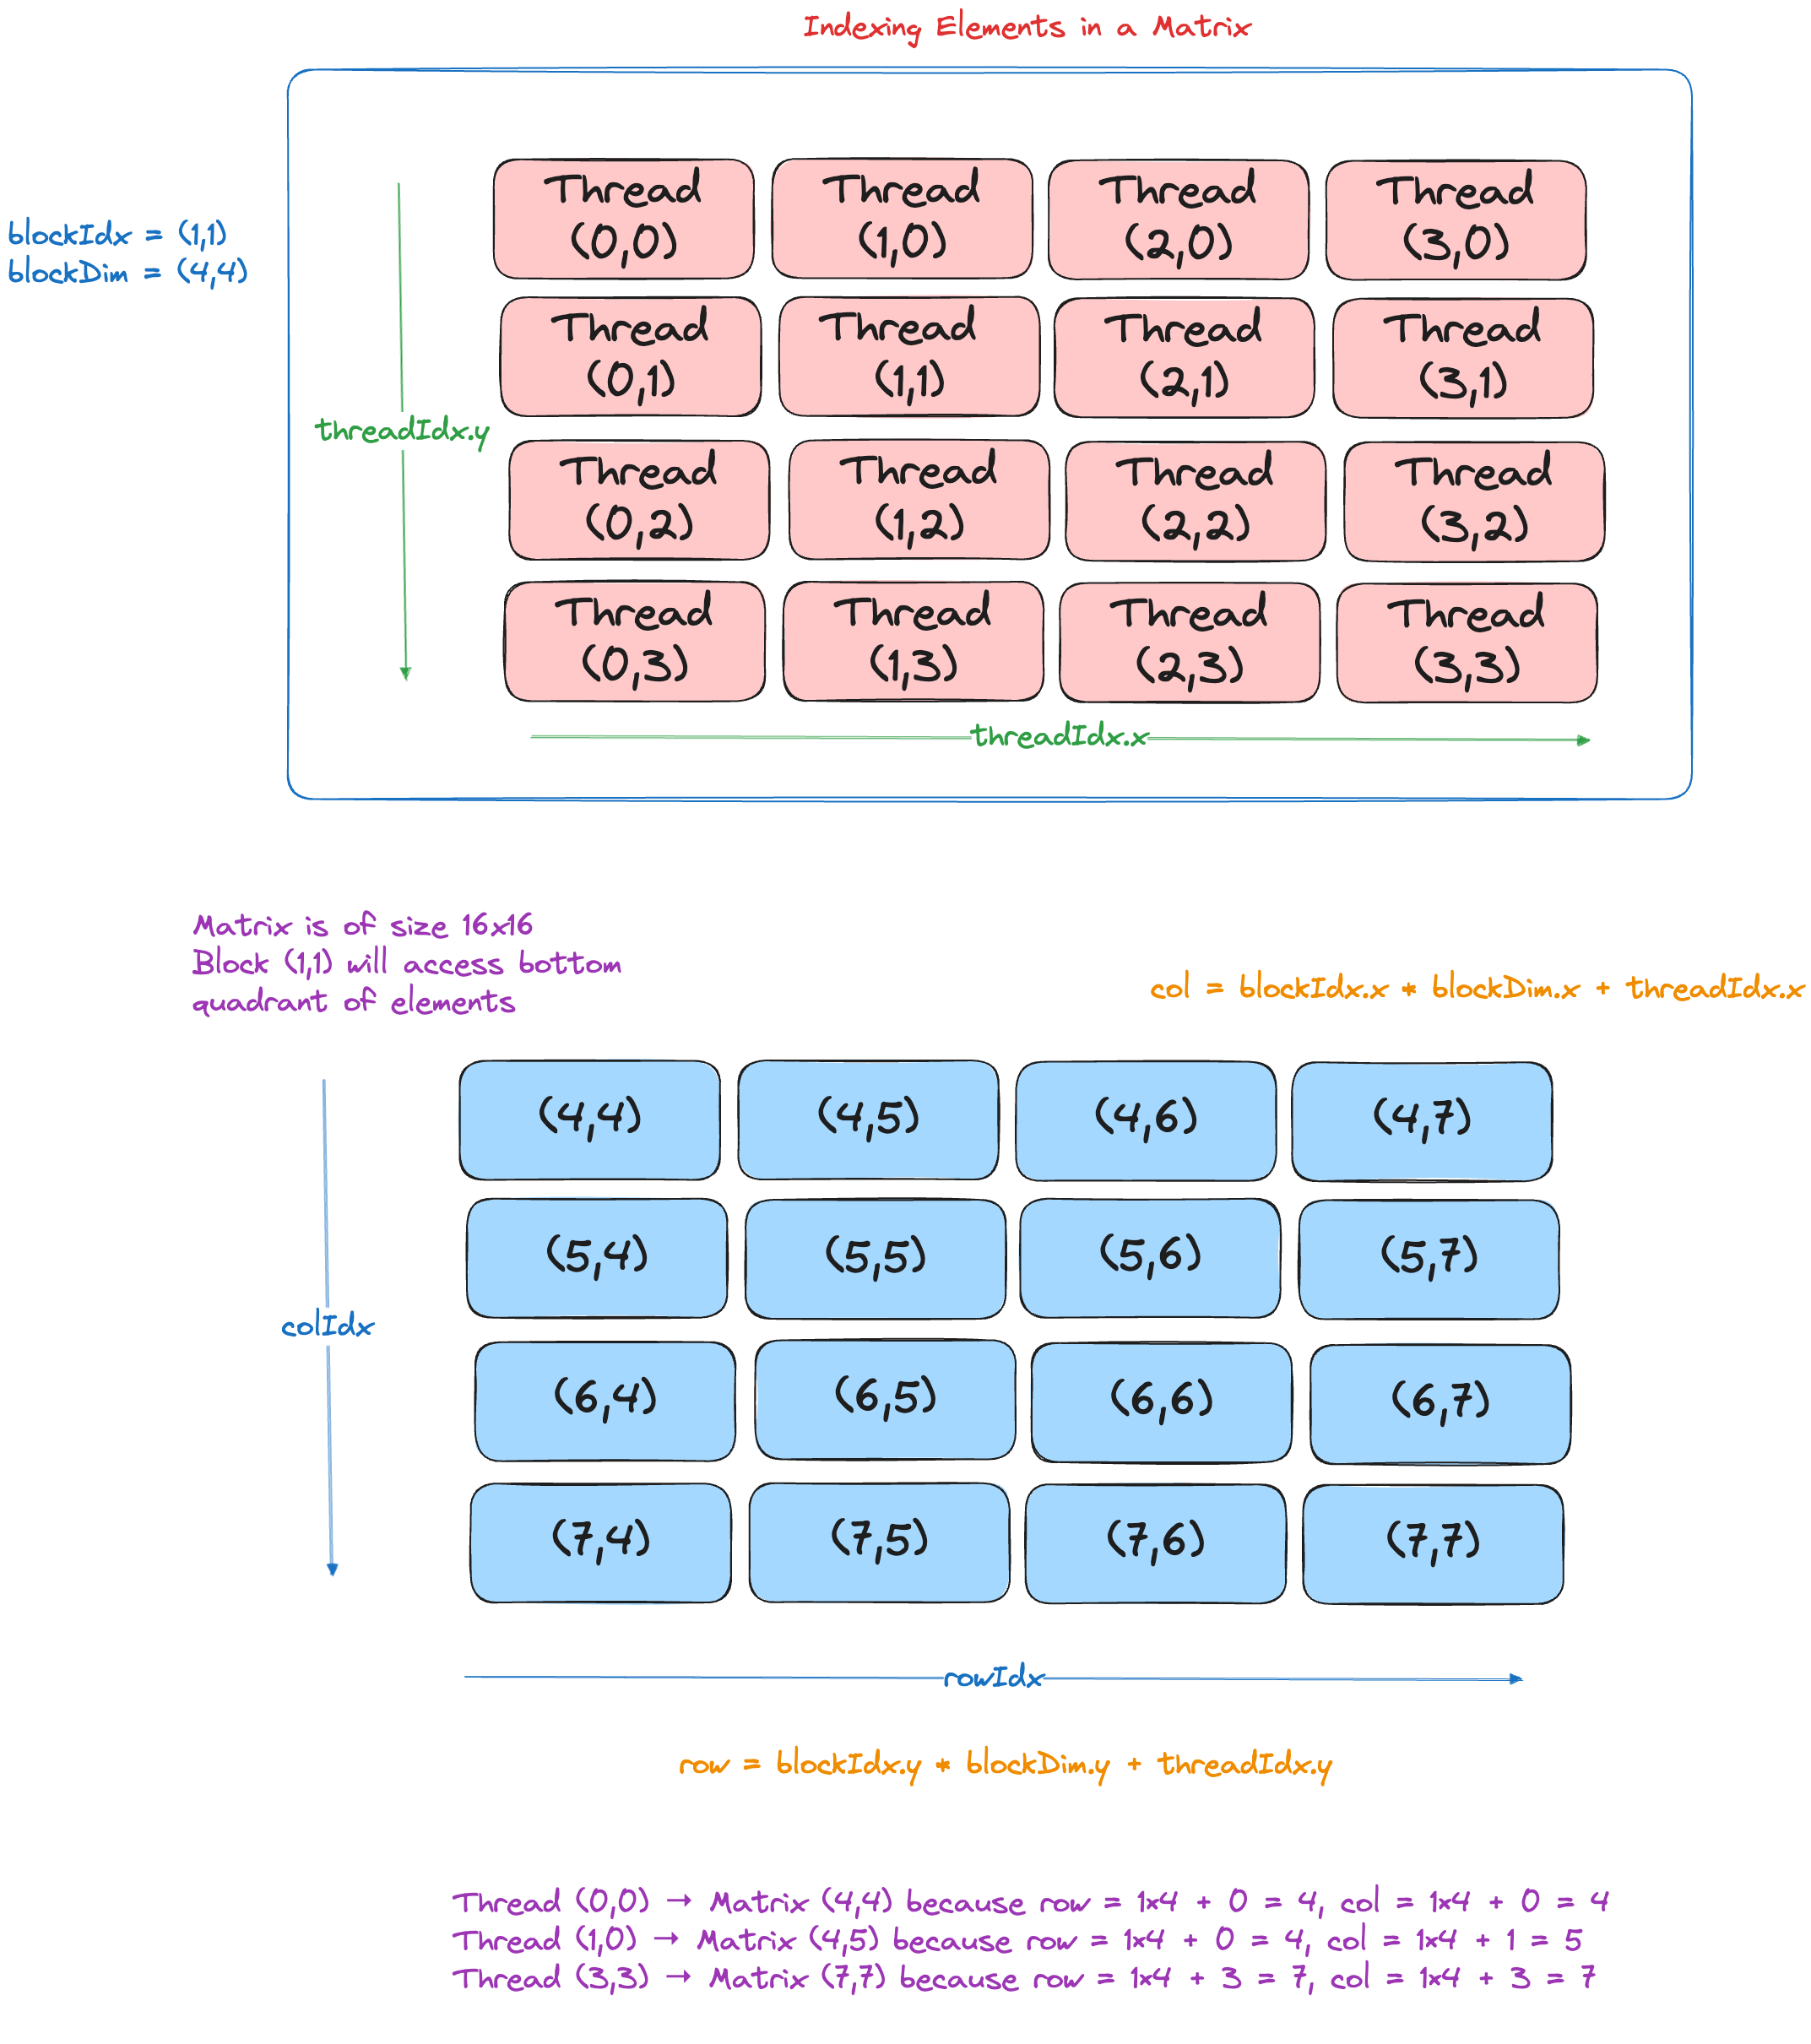 Indexing Elements in a Matrix
blockIdx = (1,1)
blockDim = (4,4)
Thread
(0,0)
Thread
(1,0)
Thread
(2,0)
Thread
(3,0)
Thread
(0,1)
Thread
(1,1)
Thread
(2,1)
Thread
(3,1)
threadIdx.y
Thread
(0,2)
Thread
(1,2)
Thread
(2,2)
Thread
(3,2)
Thread
(0,3)
Thread
(1,3)
Thread
(2,3)
Thread
(3,3)
threadIdx.x
Matrix is of size 16x16
Block (1,1) will access bottom
quadrant of elements
col = blockIdx.x * blockDim.x + threadIdx.x
(4,4)
(4,5)
(4,6)
(4,7)
(5,4)
(5,5)
(5,6)
(5,7)
colIdx
(6,4)
(6,5)
(6,6)
(6,7)
(7,4)
(7,5)
(7,6)
(7,7)
rowIdx
row = blockIdx.y * blockDim.y + threadIdx.y
Thread (0,0) → Matrix (4,4) because row = 1x4 + 0 = 4, col = 1x4 + 0 = 4
Thread (1,0) → Matrix (4,5) because row = 1x4 + 0 = 4, col = 1x4 + 1 = 5
Thread (3,3) → Matrix (7,7) because row = 1x4 + 3 = 7, col = 1x4 + 3 = 7